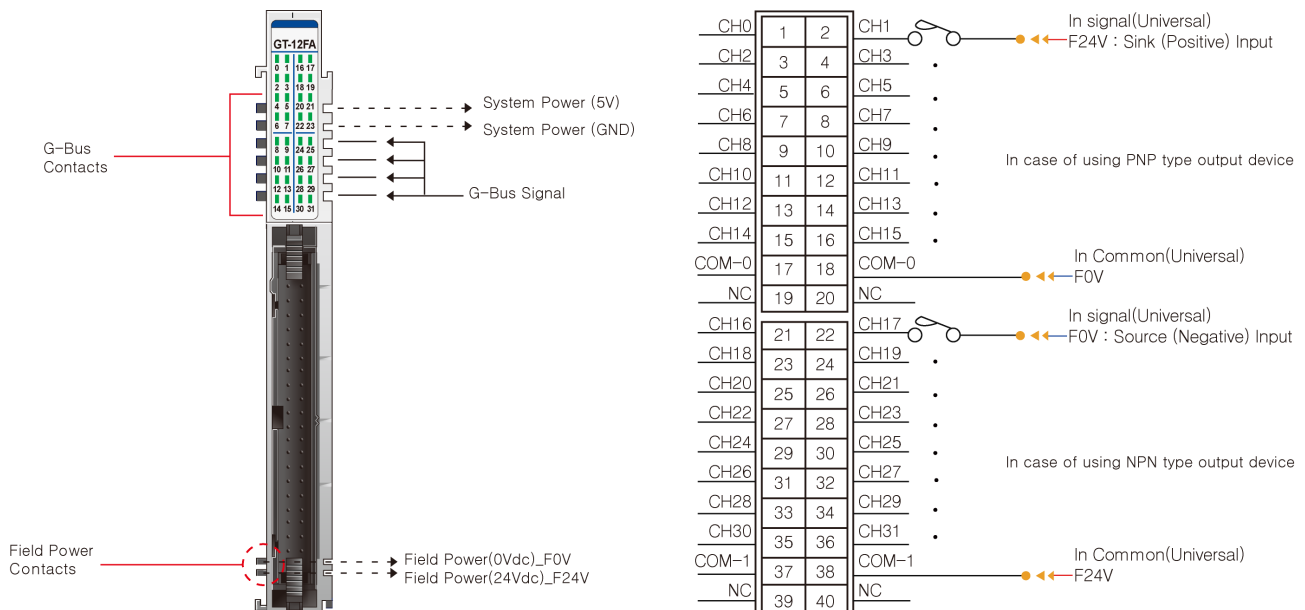 GT-12FA
0 1 16 17
2 3 18 19
4 5 20 21
6 7 22 23
8 9 24 25
10 11 26 27
12 13 28 29
14 15 30 31
G-Bus
Contacts
System Power (5V)
System Power (GND)
G-Bus Signal
Field Power
Contacts
Field Power(0Vdc)_F0V
Field Power(24Vdc)_F24V
CH0 1 2 CH1
CH2 3 4 CH3
CH4 5 6 CH5
CH6 7 8 CH7
CH8 9 10 CH9
CH10 11 12 CH11
CH12 13 14 CH13
CH14 15 16 CH15
COM-0 17 18 COM-0
NC 19 20 NC
CH16 21 22 CH17
CH18 23 24 CH19
CH20 25 26 CH21
CH22 27 28 CH23
CH24 29 30 CH25
CH26 31 32 CH27
CH28 33 34 CH29
CH30 35 36 CH31
COM-1 37 38 COM-1
NC 39 40 NC
In signal(Universal)
F24V : Sink (Positive) Input
In case of using PNP type output device
In Common(Universal)
F0V
In signal(Universal)
F0V : Source (Negative) Input
In case of using NPN type output device
In Common(Universal)
F24V